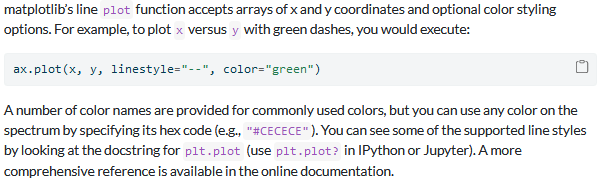 matplotlib's line plot function accepts arrays of x and y coordinates and optional color styling
options. For example, to plot x versus y with green dashes, you would execute:
ax.plot(x, y, linestyle="--", color="green")
A number of color names are provided for commonly used colors, but you can use any color on the
spectrum by specifying its hex code (e.g., "#CECECE"). You can see some of the supported line styles
by looking at the docstring for plt.plot (use plt.plot? in IPython or Jupyter). A more
comprehensive reference is available in the online documentation.